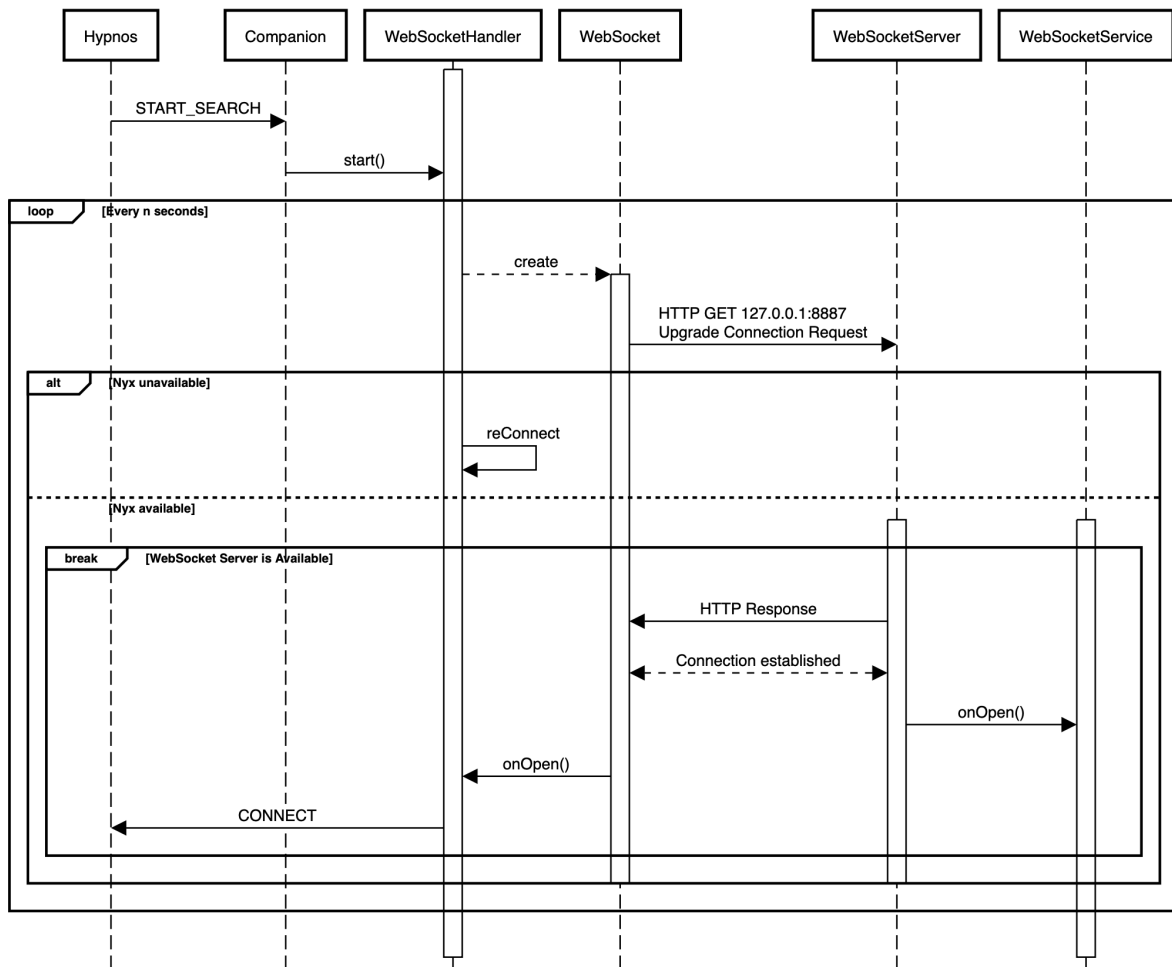 Hypnos
Companion
WebSocketHandler
WebSocket
WebSocketServer
WebSocketService
START_SEARCH
start()
loop
[Every n seconds]
create
HTTP GET 127.0.0.1:8887
Upgrade Connection Request
alt
[Nyx unavailable]
reConnect
[Nyx available]
break
[WebSocket Server is Available]
HTTP Response
Connection established
onOpen()
onOpen()
CONNECT